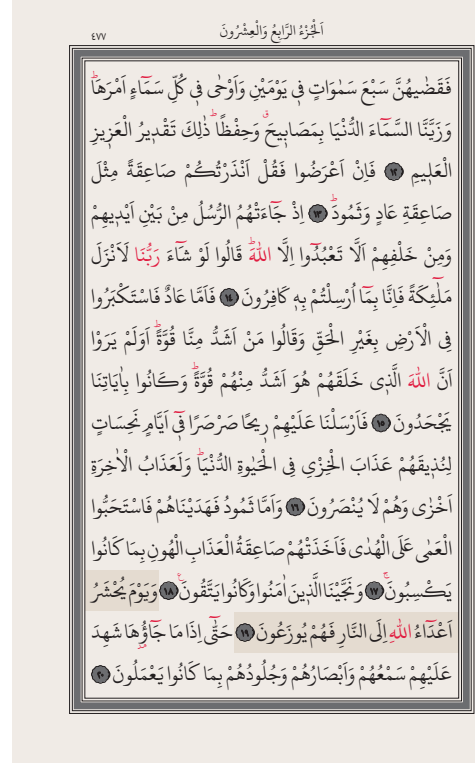 اَلْجُزْءُ الرَّابِعُ وَالْعِشْرُونَ
٤٧٧
فَقَضٰيهُنَّ سَبْعَ سَمٰوَاتٍ فٖى يَوْمَيْنِ وَاَوْحٰى فٖى كُلِّ سَمَٓاءٍ اَمْرَهَاؕ
وَزَيَّنَّا السَّمَٓاءَ الدُّنْيَا بِمَصَابٖيحَۗ وَحِفْظًاؕ ذٰلِكَ تَقْدٖيرُ الْعَزٖيزِ
الْعَلٖيمِ ﴿١٢﴾ فَاِنْ اَعْرَضُوا فَقُلْ اَنْذَرْتُكُمْ صَاعِقَةً مِثْلَ
صَاعِقَةِ عَادٍ وَثَمُودَؕ ﴿١٣﴾ اِذْ جَٓاءَتْهُمُ الرُّسُلُ مِنْ بَيْنِ اَيْدٖيهِمْ
وَمِنْ خَلْفِهِمْ اَلَّا تَعْبُدُٓوا اِلَّا اللّٰهَؕ قَالُوا لَوْ شَٓاءَ رَبُّنَا لَاَنْزَلَ
مَلٰٓئِكَةً فَاِنَّا بِمَٓا اُرْسِلْتُمْ بِهٖ كَافِرُونَ ﴿١٤﴾ فَاَمَّا عَادٌ فَاسْتَكْبَرُوا
فِى الْاَرْضِ بِغَيْرِ الْحَقِّ وَقَالُوا مَنْ اَشَدُّ مِنَّا قُوَّةًؕ اَوَلَمْ يَرَوْا
اَنَّ اللّٰهَ الَّذٖى خَلَقَهُمْ هُوَ اَشَدُّ مِنْهُمْ قُوَّةًؕ وَكَانُوا بِاٰيَاتِنَا
يَجْحَدُونَ ﴿١٥﴾ فَاَرْسَلْنَا عَلَيْهِمْ رٖيحًا صَرْصَرًا فٖٓى اَيَّامٍ نَحِسَاتٍ
لِنُذٖيقَهُمْ عَذَابَ الْخِزْىِ فِى الْحَيٰوةِ الدُّنْيَاؕ وَلَعَذَابُ الْاٰخِرَةِ
اَخْزٰى وَهُمْ لَا يُنْصَرُونَ ﴿١٦﴾ وَاَمَّا ثَمُودُ فَهَدَيْنَاهُمْ فَاسْتَحَبُّوا
الْعَمٰى عَلَى الْهُدٰى فَاَخَذَتْهُمْ صَاعِقَةُ الْعَذَابِ الْهُونِ بِمَا كَانُوا
يَكْسِبُونَۚ ﴿١٧﴾ وَنَجَّيْنَا الَّذٖينَ اٰمَنُوا وَكَانُوا يَتَّقُونَ۟ ﴿١٨﴾ وَيَوْمَ يُحْشَرُ
اَعْدَٓاءُ اللّٰهِ اِلَى النَّارِ فَهُمْ يُوزَعُونَ ﴿١٩﴾ حَتّٰٓى اِذَا مَا جَٓاؤُ۫هَا شَهِدَ
عَلَيْهِمْ سَمْعُهُمْ وَاَبْصَارُهُمْ وَجُلُودُهُمْ بِمَا كَانُوا يَعْمَلُونَ ﴿٢٠﴾